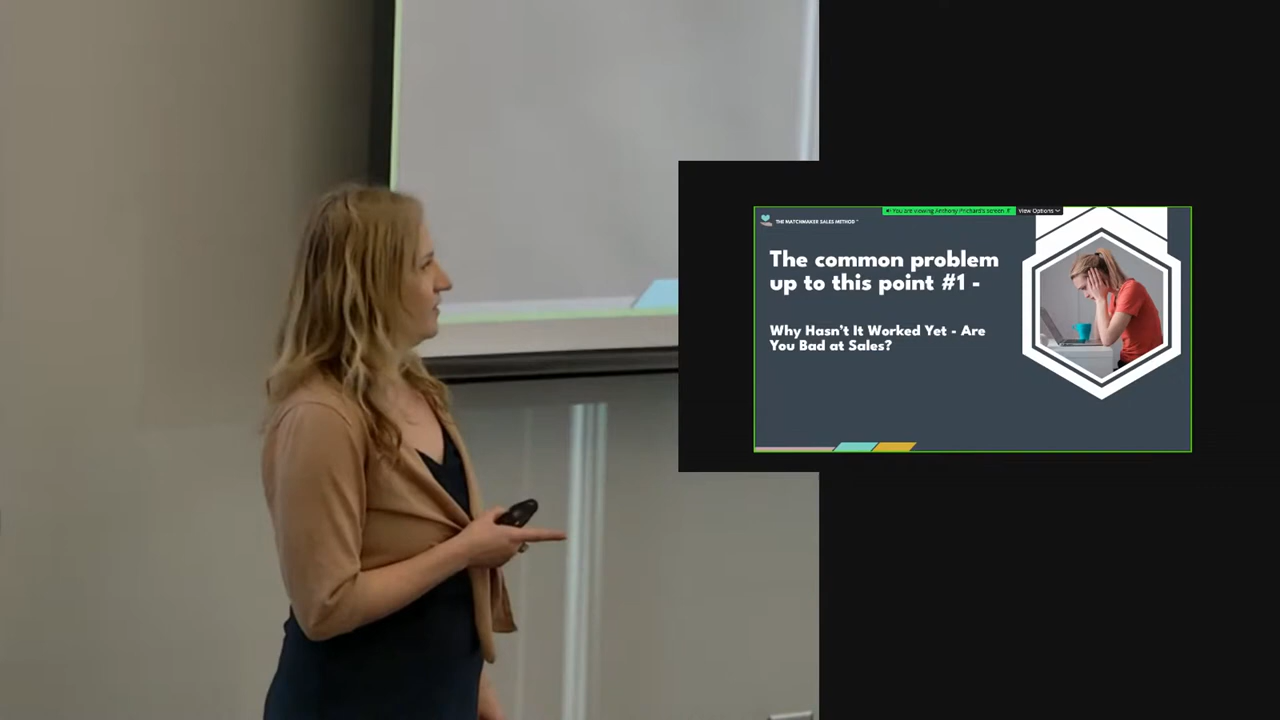 You are viewing Anthony Prichard's screen
View Options
THE MATCHMAKER SALES METHOD™
The common problem
up to this point #1 -
Why Hasn't It Worked Yet - Are
You Bad at Sales?